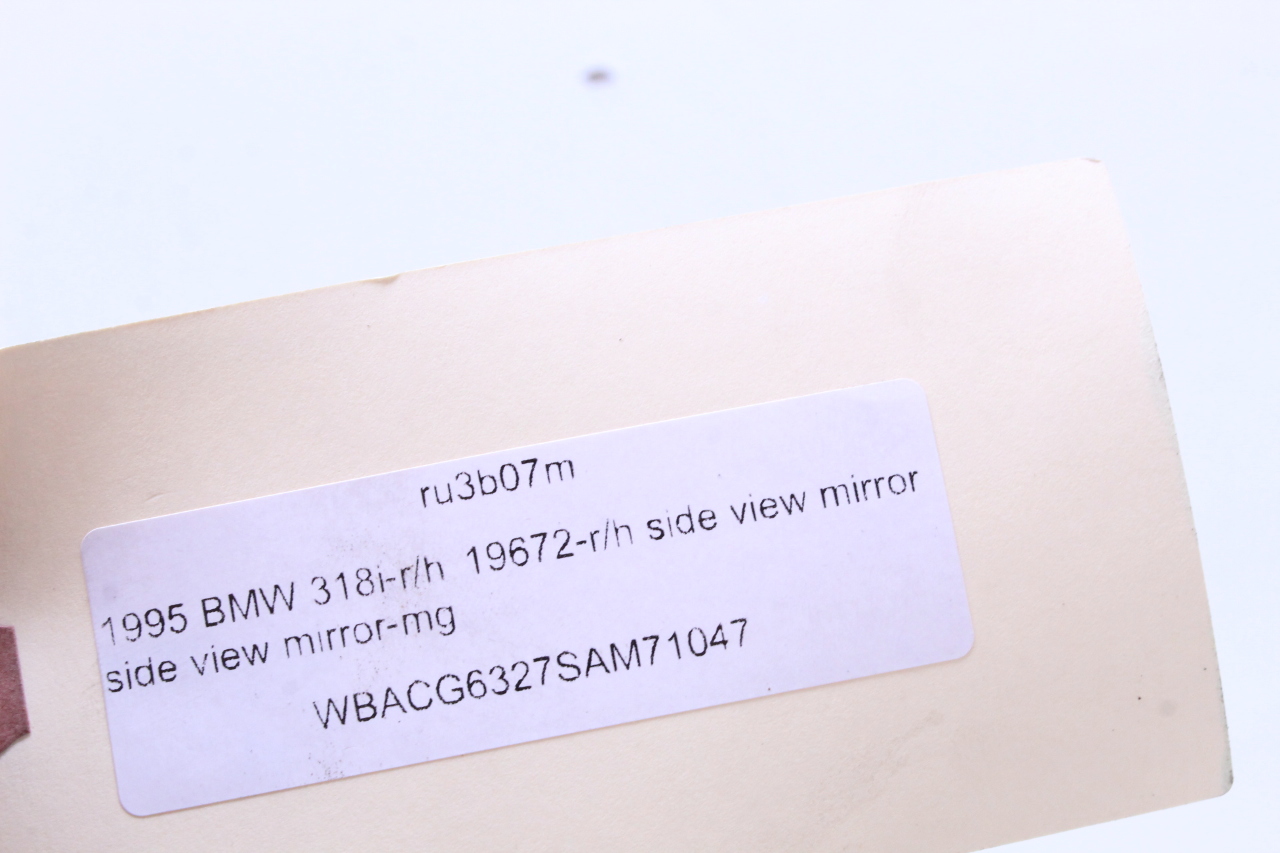 ru3b07m
1995 BMW 318i-r/h 19672-r/h side view mirror
side view mirror-mg
WBACG6327SAM71047